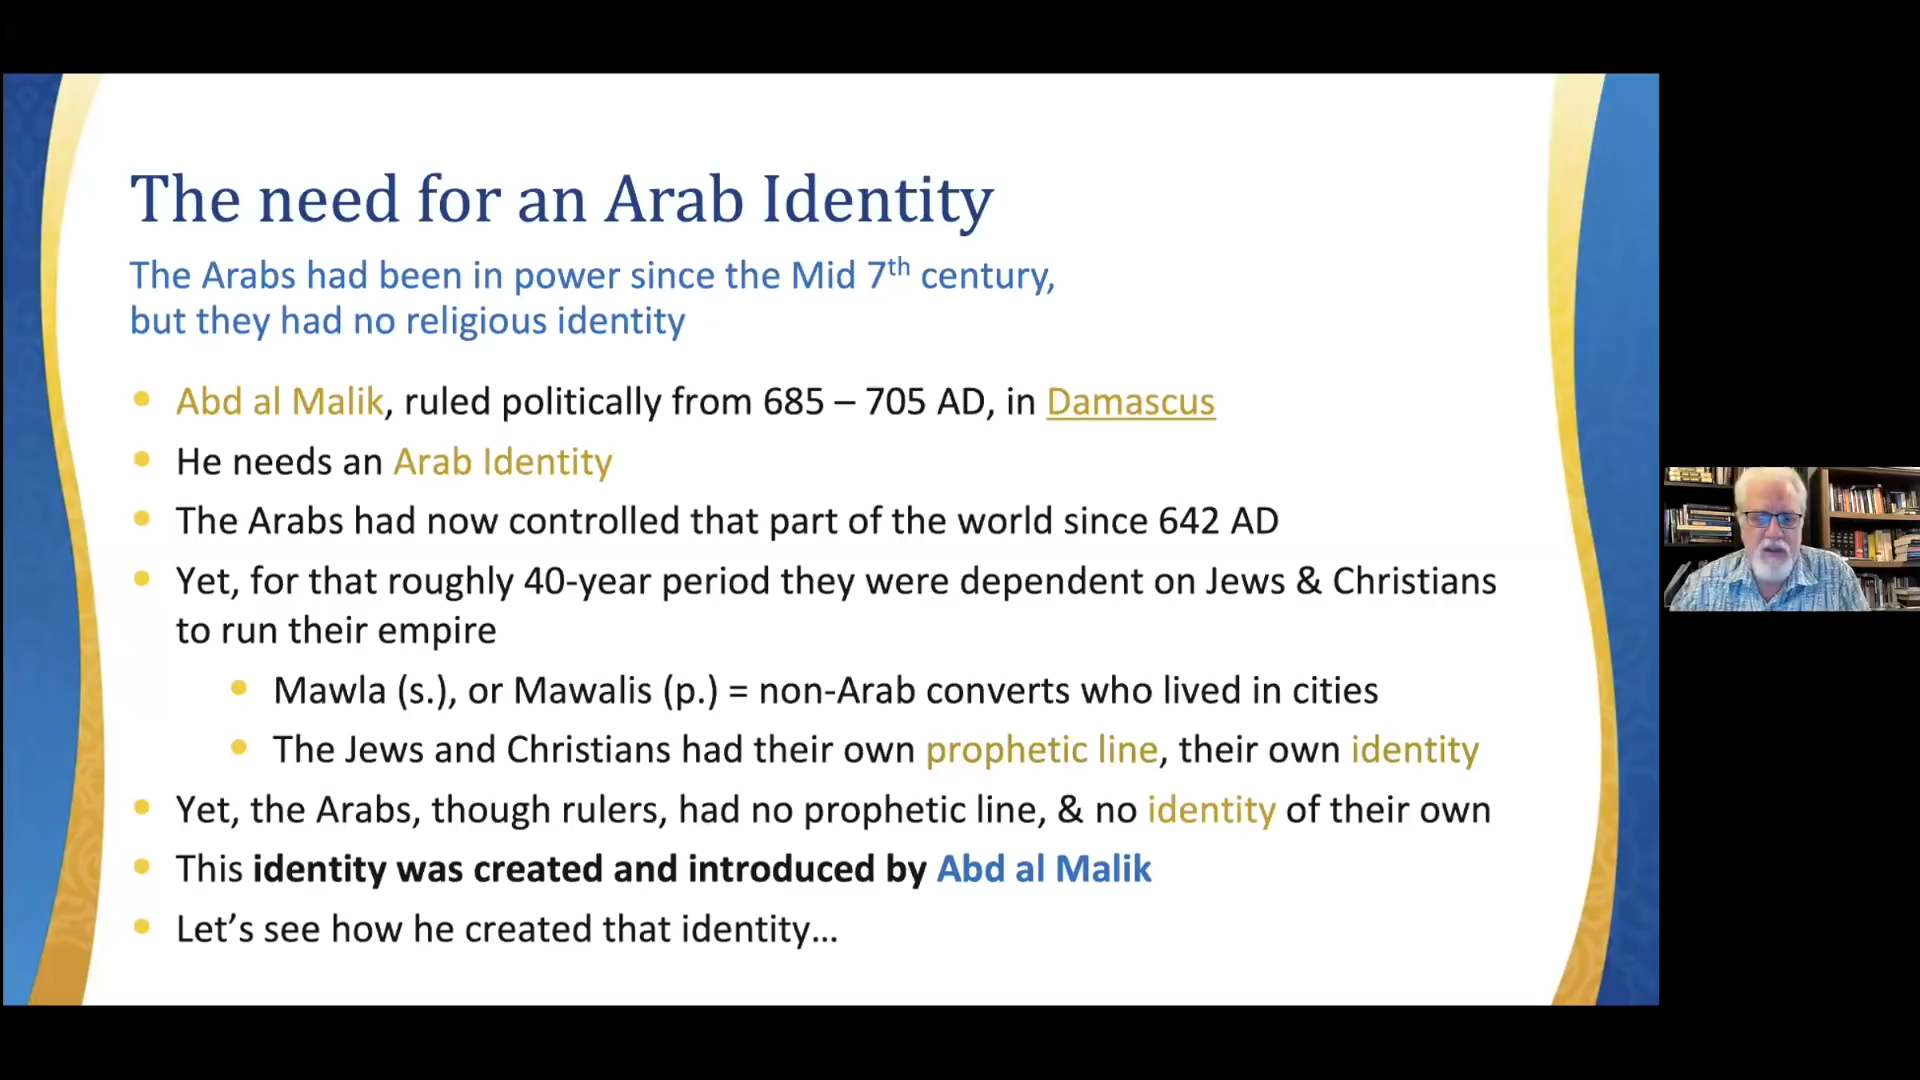 The need for an Arab Identity
The Arabs had been in power since the Mid 7th century,
but they had no religious identity
Abd al Malik, ruled politically from 685 – 705 AD, in Damascus
He needs an Arab Identity
The Arabs had now controlled that part of the world since 642 AD
Yet, for that roughly 40-year period they were dependent on Jews & Christians
to run their empire
Mawla (s.), or Mawalis (p.) = non-Arab converts who lived in cities
The Jews and Christians had their own prophetic line, their own identity
Yet, the Arabs, though rulers, had no prophetic line, & no identity of their own
This identity was created and introduced by Abd al Malik
Let’s see how he created that identity…